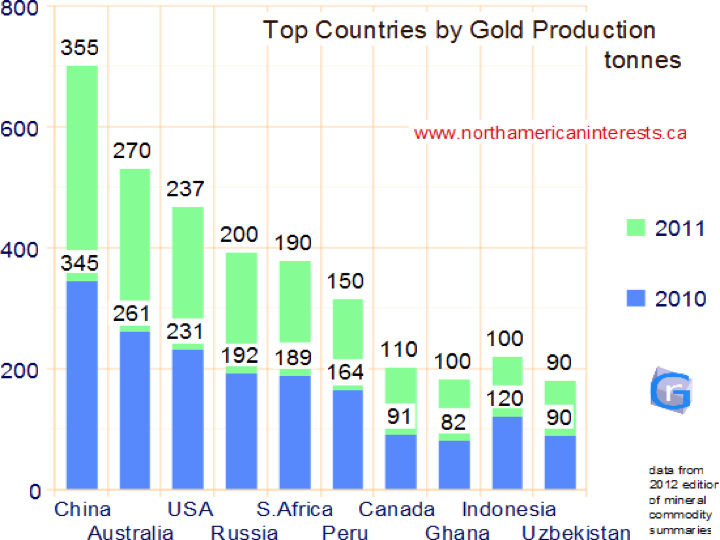 Top Countries by Gold Production
tonnes
www.northamericaninterests.ca
800
600
400
200
0
355
345
270
261
237
231
200
192
190
189
150
164
110
91
100
82
100
120
90
90
2011
2010
Gr
data from
2012 edition
of mineral
commodity
summaries
China
USA
S.Africa
Canada
Indonesia
Australia
Russia
Peru
Ghana
Uzbekistan